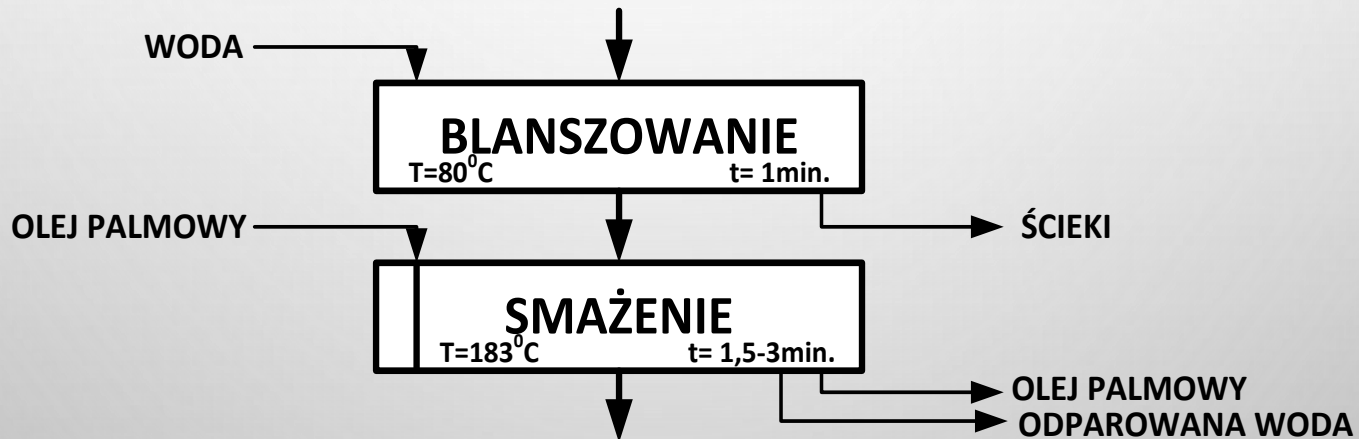 WODA
BLANSZOWANIE
T=80⁰C t= 1min.
OLEJ PALMOWY
ŚCIEKI
SMAŻENIE
T=183⁰C t= 1,5-3min.
OLEJ PALMOWY
ODPAROWANA WODA